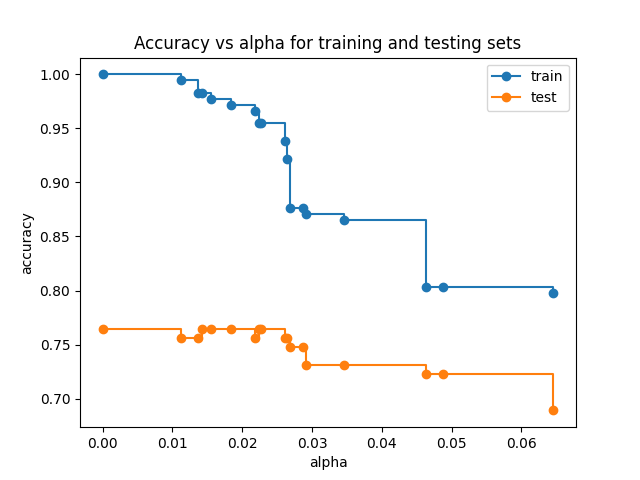 Accuracy vs alpha for training and testing sets
train
test
1.00
0.95
0.90
0.85
0.80
0.75
0.70
accuracy
0.00 0.01 0.02 0.03 0.04 0.05 0.06
alpha